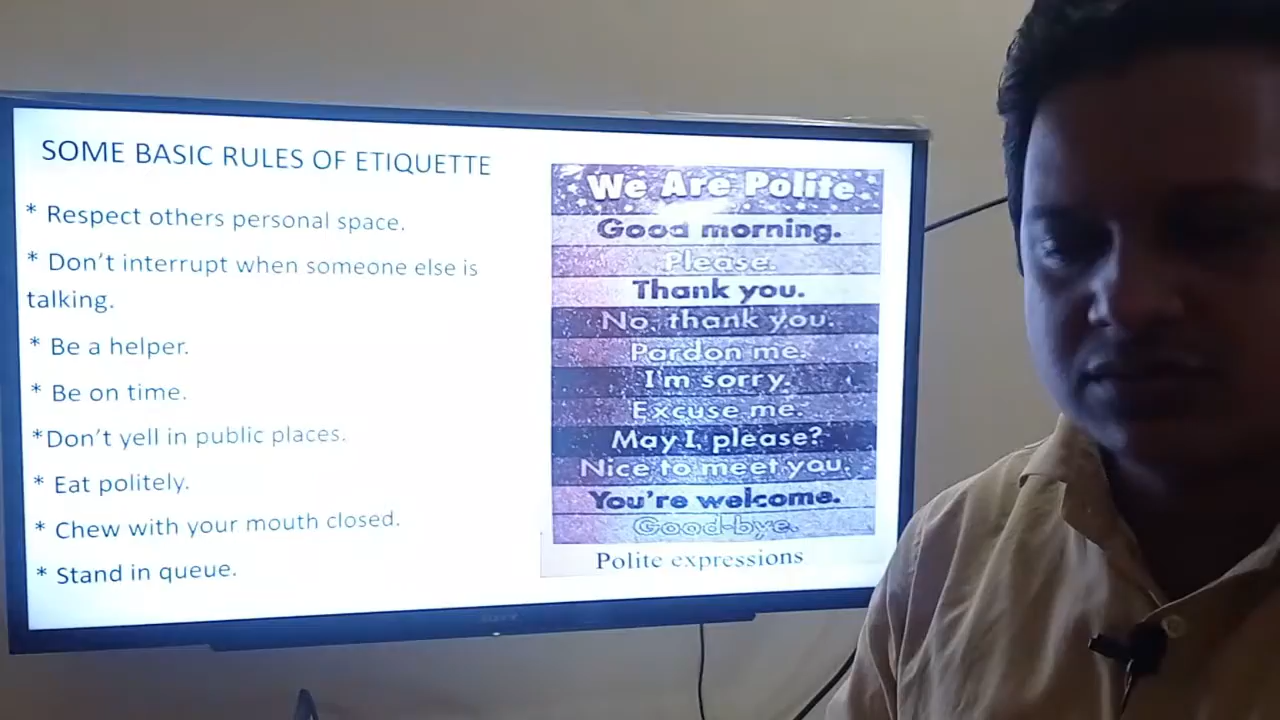 SOME BASIC RULES OF ETIQUETTE
* Respect others personal space.
* Don't interrupt when someone else is
talking.
* Be a helper.
* Be on time.
*Don't yell in public places.
* Eat politely.
* Chew with your mouth closed.
* Stand in queue.
We Are Polite.
Good morning.
Please.
Thank you.
No, thank you.
Pardon me.
I'm sorry.
Excuse me.
May I, please?
Nice to meet you.
You're welcome.
Good-bye.
Polite expressions
SONY